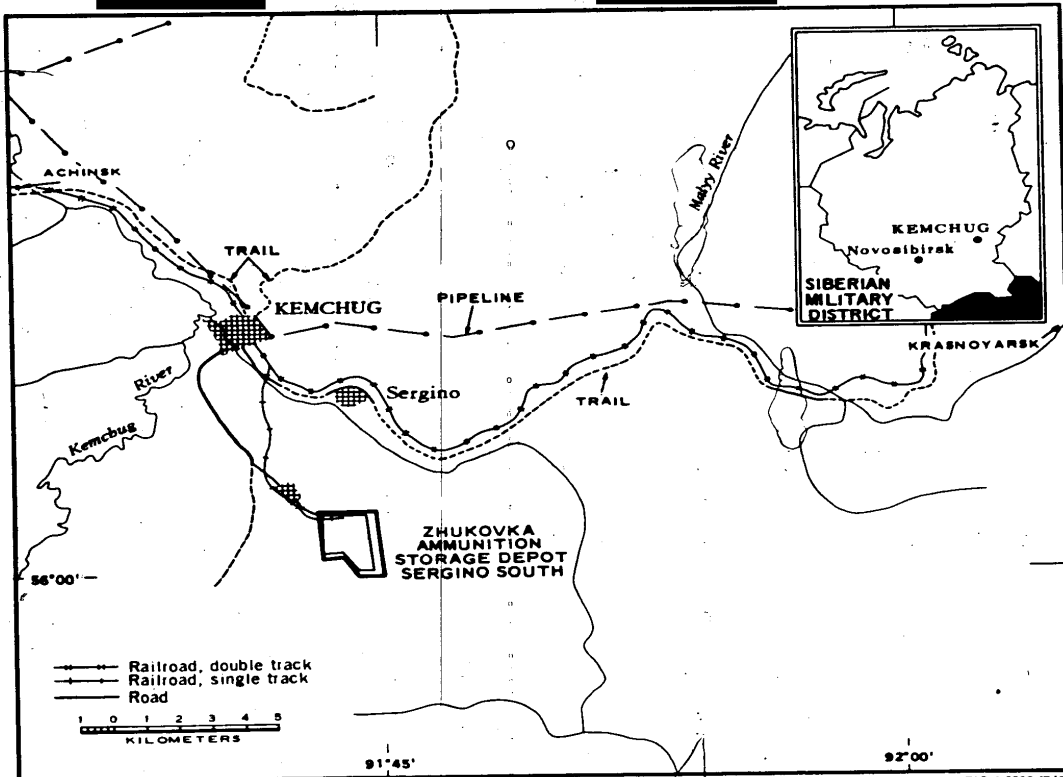 ACHINSK
TRAIL
KEMCHUG
PIPELINE
Malyy River
KEMCHUG
Novosibirsk
SIBERIAN
MILITARY
DISTRICT
KRASNOYARSK
Sergino
TRAIL
Kemchug River
ZHUKOVKA
AMMUNITION
STORAGE DEPOT
SERGINO SOUTH
56°00'
Railroad, double track
Railroad, single track
Road
1 0 1 2 3 4 5
KILOMETERS
91°45'
92°00'